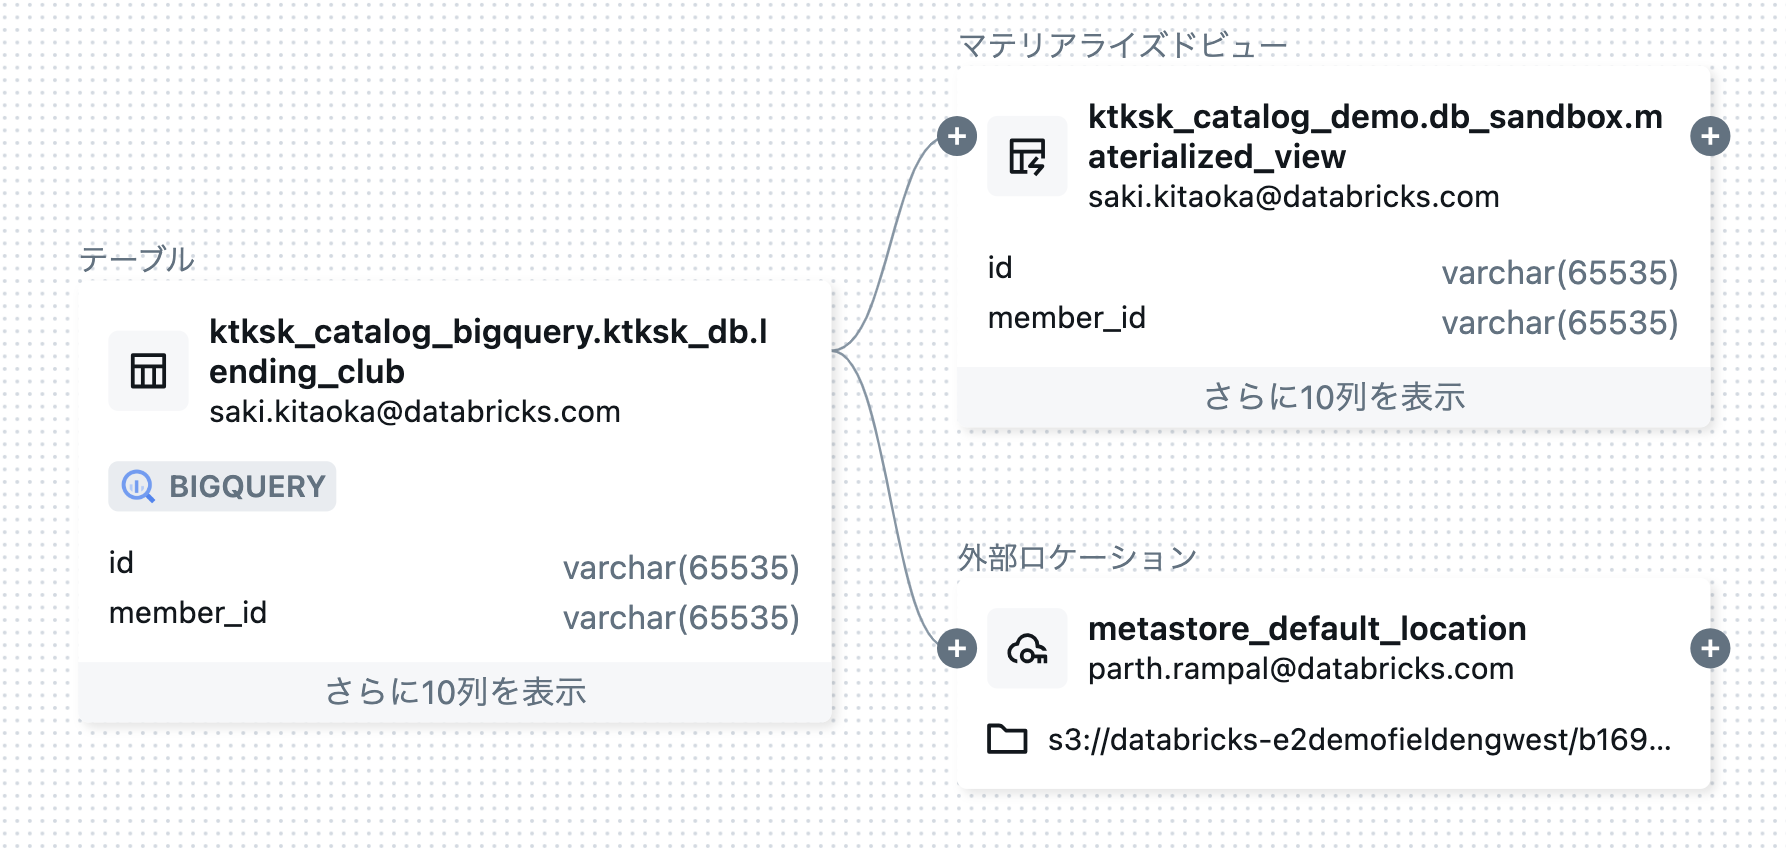 テーブル
ktksk_catalog_bigquery.ktksk_db.l
ending_club
saki.kitaoka@databricks.com
BIGQUERY
id varchar(65535)
member_id varchar(65535)
さらに10列を表示
マテリアライズドビュー
ktksk_catalog_demo.db_sandbox.m
aterialized_view
saki.kitaoka@databricks.com
id varchar(65535)
member_id varchar(65535)
さらに10列を表示
外部ロケーション
metastore_default_location
parth.rampal@databricks.com
s3://databricks-e2demofieldengwest/b169...